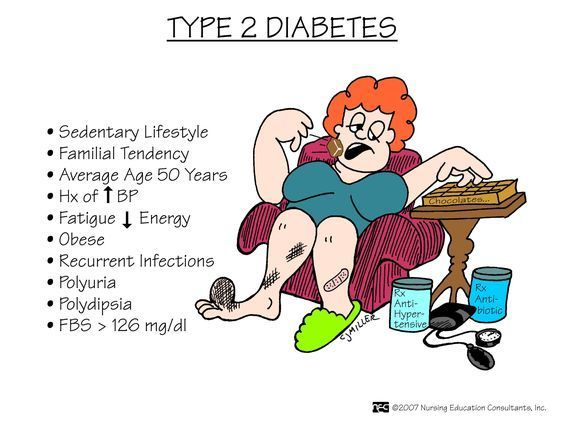 TYPE 2 DIABETES
• Sedentary Lifestyle
• Familial Tendency
• Average Age 50 Years
• Hx of ↑ BP
• Fatigue ↓ Energy
• Obese
• Recurrent Infections
• Polyuria
• Polydipsia
• FBS > 126 mg/dl
Chocolates...
Rx
Anti-
Hyper-
tensive
Rx
Anti-
biotic
CJMILLER
nec ©2007 Nursing Education Consultants, Inc.